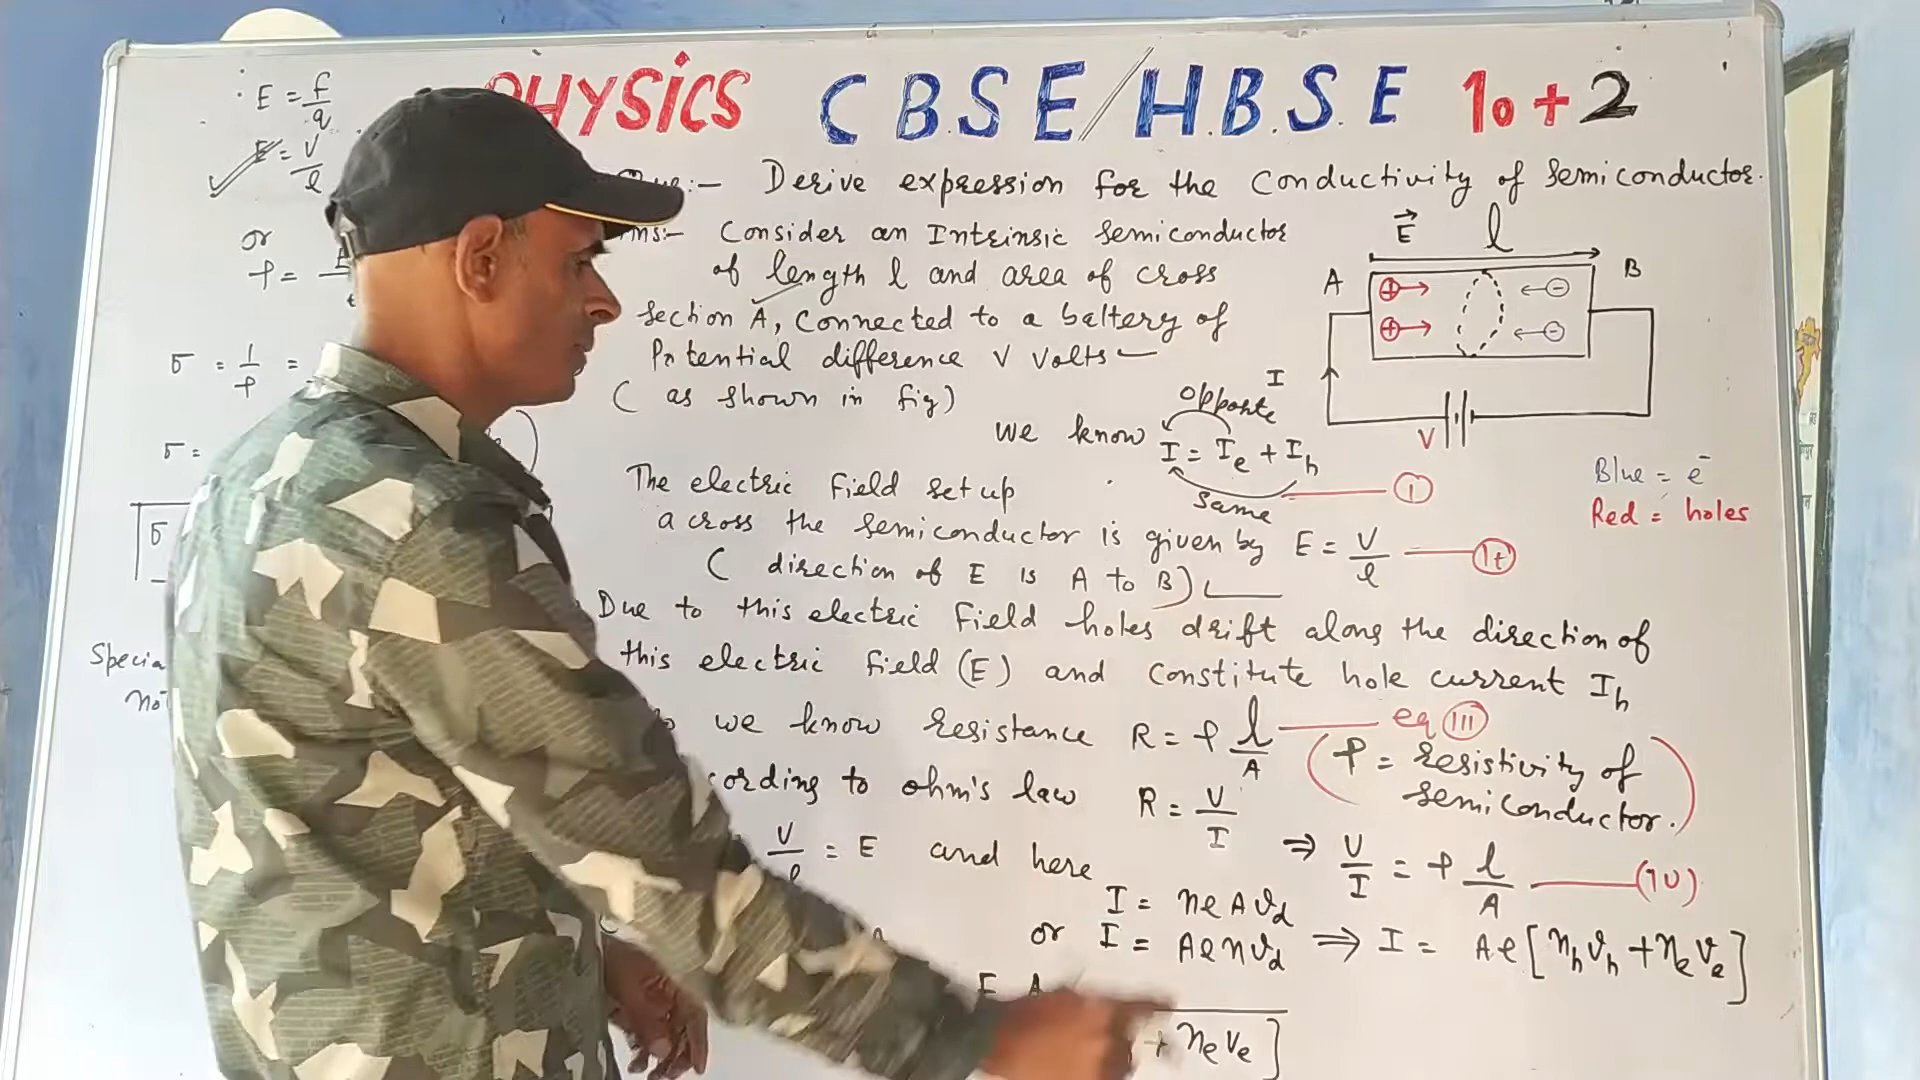 PHYSICS CBSE/H.B.S.E 10+2
E = f/q
E = V/l
or
ρ =
σ = 1/ρ =
σ =
σ
Specia
not
:- Derive expression for the Conductivity of Semiconductor.
Ans:- Consider an Intrinsic Semiconductor
of length l and area of cross
Section A, Connected to a battery of
Potential difference V Volts
( as shown in fig)
E l
A B
I
V
Blue = e⁻
Red = holes
opposite
we know I = Ie + Ih
same (I)
The electric field set up
across the Semiconductor is given by E = V/l (II)
( direction of E is A to B)
Due to this electric field holes drift along the direction of
this electric field (E) and Constitute hole current Ih
we know resistance R = ρ l/A eq (III)
(ρ = resistivity of
Semiconductor.)
cording to ohm's law R = V/I
⇒ V/I = ρ l/A (IV)
V/l = E and here
I = neAvd
or I = Aenvd ⇒ I = Ae[nhvh + neve]
E A
+ neve]